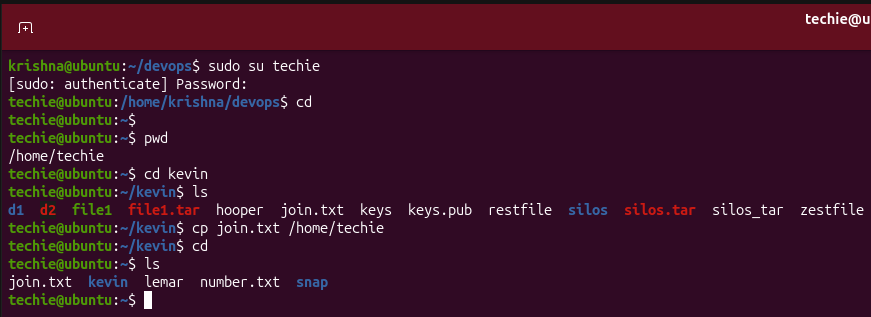 techie@u
krishna@ubuntu:~/devops$ sudo su techie
[sudo: authenticate] Password:
techie@ubuntu:/home/krishna/devops$ cd
techie@ubuntu:~$
techie@ubuntu:~$ pwd
/home/techie
techie@ubuntu:~$ cd kevin
techie@ubuntu:~/kevin$ ls
d1  d2  file1  file1.tar  hooper  join.txt  keys  keys.pub  restfile  silos  silos.tar  silos_tar  zestfile
techie@ubuntu:~/kevin$ cp join.txt /home/techie
techie@ubuntu:~/kevin$ cd
techie@ubuntu:~$ ls
join.txt  kevin  lemar  number.txt  snap
techie@ubuntu:~$